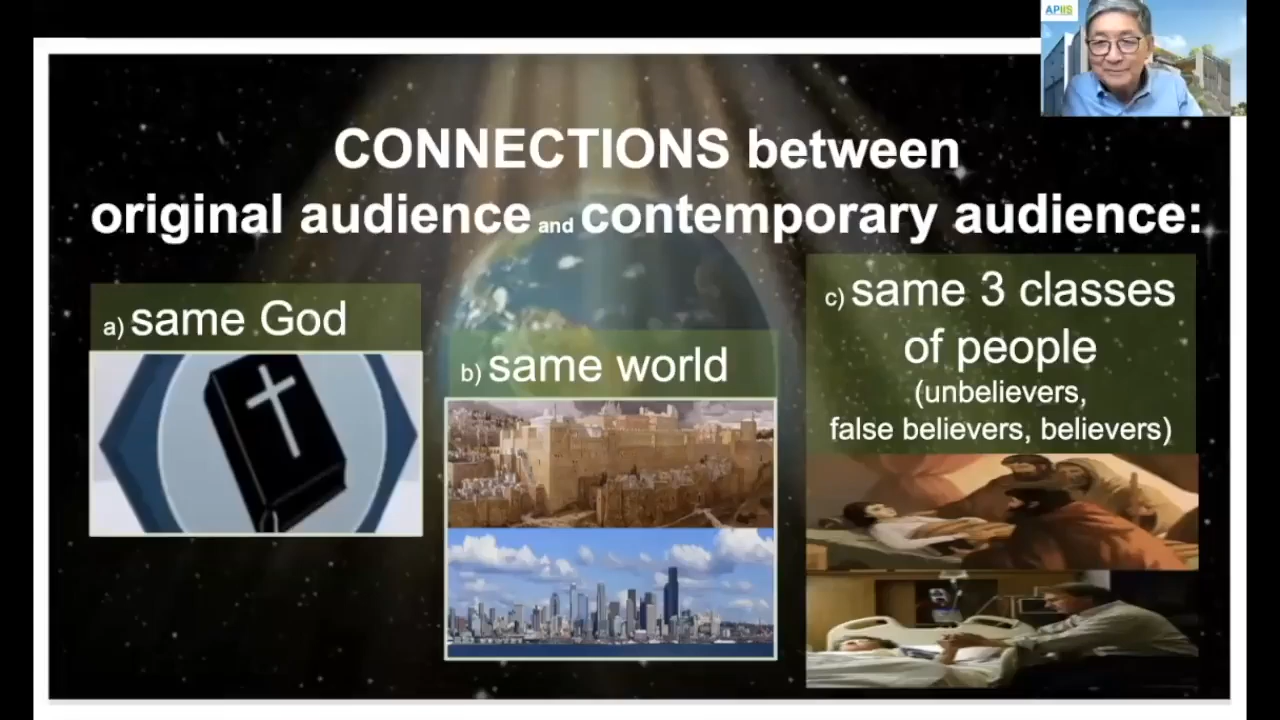 APIIS
CONNECTIONS between
original audience and contemporary audience:
a) same God
b) same world
c) same 3 classes
of people
(unbelievers,
false believers, believers)